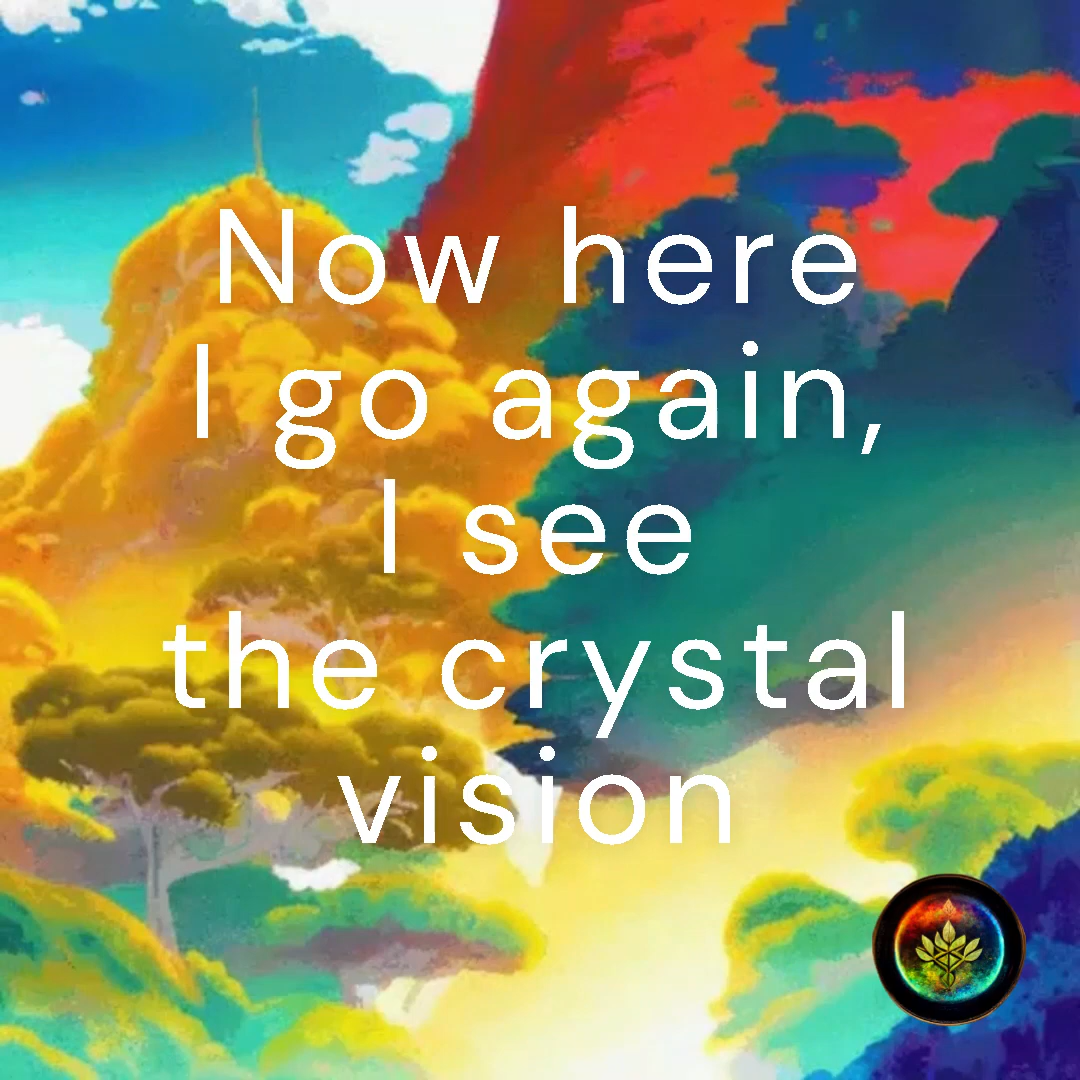 Now here
I go again,
I see
the crystal
vision